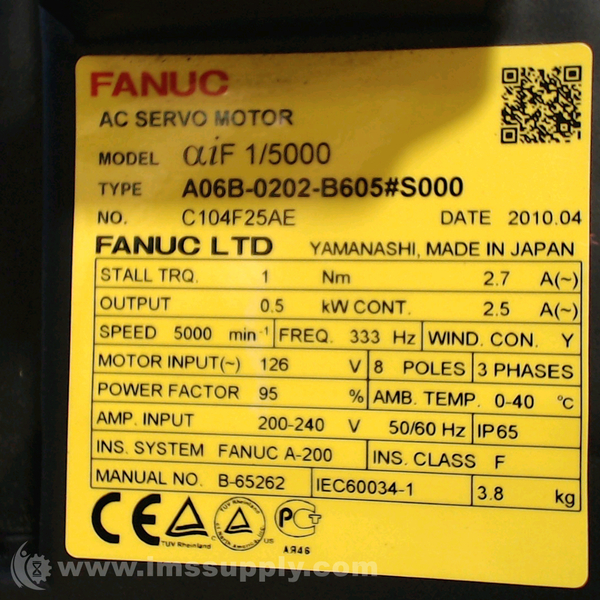 FANUC
AC SERVO MOTOR
MODEL αiF 1/5000
TYPE A06B-0202-B605#S000
NO. C104F25AE DATE 2010.04
FANUC LTD YAMANASHI, MADE IN JAPAN
STALL TRQ. 1 Nm 2.7 A(~)
OUTPUT 0.5 kW CONT. 2.5 A(~)
SPEED 5000 min⁻¹ FREQ. 333 Hz WIND. CON. Y
MOTOR INPUT(~) 126 V 8 POLES 3 PHASES
POWER FACTOR 95 % AMB. TEMP. 0-40 ℃
AMP. INPUT 200-240 V 50/60 Hz IP65
INS. SYSTEM FANUC A-200 INS. CLASS F
MANUAL NO. B-65262 IEC60034-1 3.8 kg
CE TUV Rheinland US PCT
АЯ46
www.imssupply.com